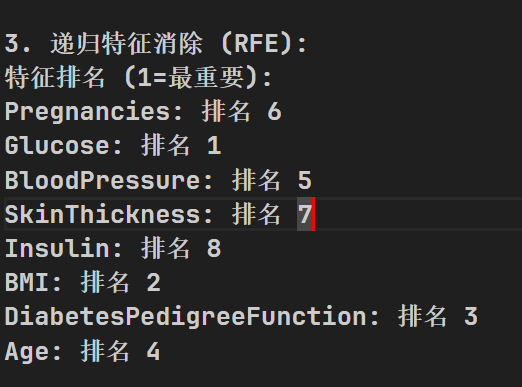 3. 递归特征消除 (RFE):
特征排名 (1=最重要):
Pregnancies: 排名 6
Glucose: 排名 1
BloodPressure: 排名 5
SkinThickness: 排名 7
Insulin: 排名 8
BMI: 排名 2
DiabetesPedigreeFunction: 排名 3
Age: 排名 4